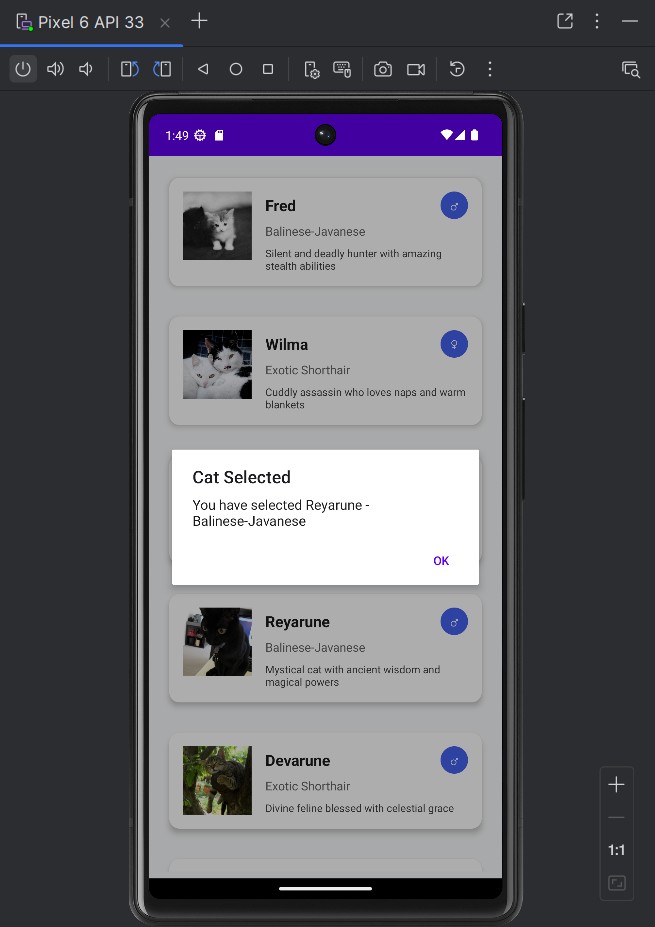 Pixel 6 API 33
1:49
Fred
♂
Balinese-Javanese
Silent and deadly hunter with amazing
stealth abilities
Wilma
♀
Exotic Shorthair
Cuddly assassin who loves naps and warm
blankets
Cat Selected
You have selected Reyarune -
Balinese-Javanese
OK
Reyarune
♂
Balinese-Javanese
Mystical cat with ancient wisdom and
magical powers
Devarune
♂
Exotic Shorthair
Divine feline blessed with celestial grace
1:1